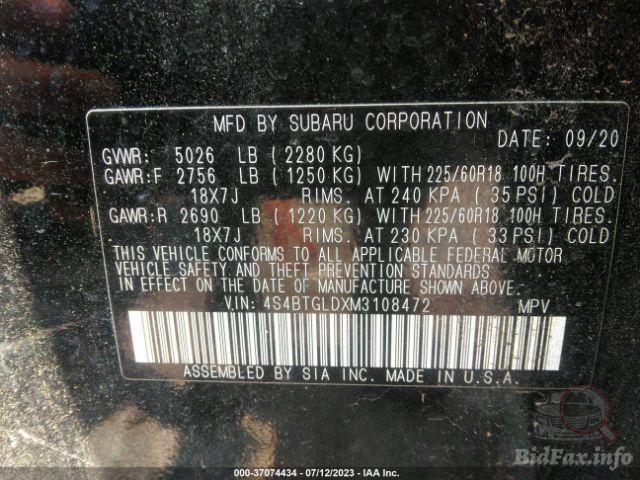 MFD BY SUBARU CORPORATION
DATE: 09/20
GVWR: 5026 LB ( 2280 KG)
GAWR:F 2756 LB ( 1250 KG) WITH 225/60R18 100H TIRES.
18X7J RIMS. AT 240 KPA ( 35 PSI) COLD
GAWR:R 2690 LB ( 1220 KG) WITH 225/60R18 100H TIRES.
18X7J RIMS. AT 230 KPA ( 33 PSI) COLD
THIS VEHICLE CONFORMS TO ALL APPLICABLE FEDERAL MOTOR
VEHICLE SAFETY AND THEFT PREVENTION STANDARDS
IN EFFECT ON THE DATE OF MANUFACTURE SHOWN ABOVE.
VIN: 4S4BTGLDXM3108472 MPV
ASSEMBLED BY SIA INC. MADE IN U.S.A.
000-37074434 - 07/12/2023 - IAA Inc.
BidFax.info